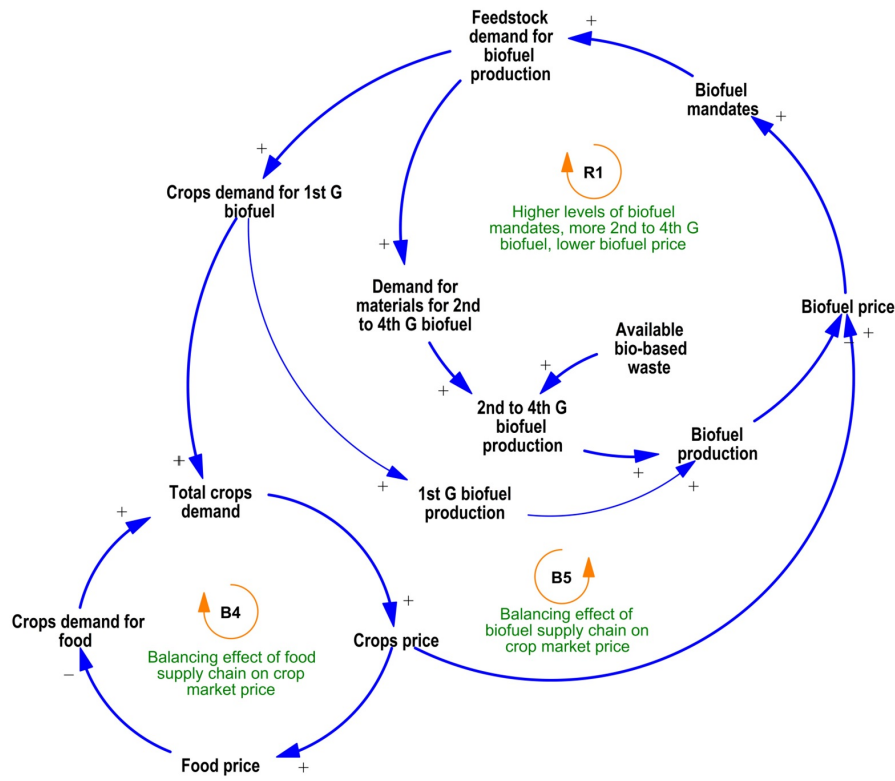 Feedstock
demand for
biofuel
production
+
Biofuel
mandates
+
+
Crops demand for 1st G
biofuel
R1
Higher levels of biofuel
mandates, more 2nd to 4th G
biofuel, lower biofuel price
+
Demand for
materials for 2nd
to 4th G biofuel
Biofuel price
–
+
Available
bio-based
waste
+
+
2nd to 4th G
biofuel
production
Biofuel
production
+
+
+
Total crops
demand
+
1st G biofuel
production
+
B5
Balancing effect of
biofuel supply chain on
crop market price
B4
Balancing effect of food
supply chain on crop
market price
+
Crops demand for
food
Crops price
–
Food price
+